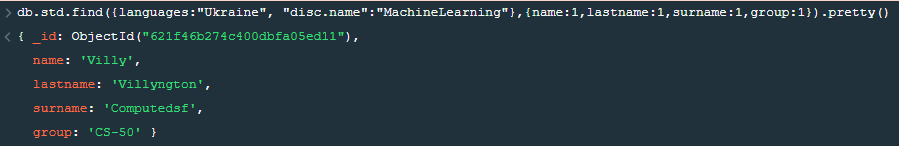 > db.std.find({languages:"Ukraine", "disc.name":"MachineLearning"},{name:1,lastname:1,surname:1,group:1}).pretty()
< { _id: ObjectId("621f46b274c400dbfa05ed11"),
name: 'Villy',
lastname: 'Villyngton',
surname: 'Computedsf',
group: 'CS-50' }